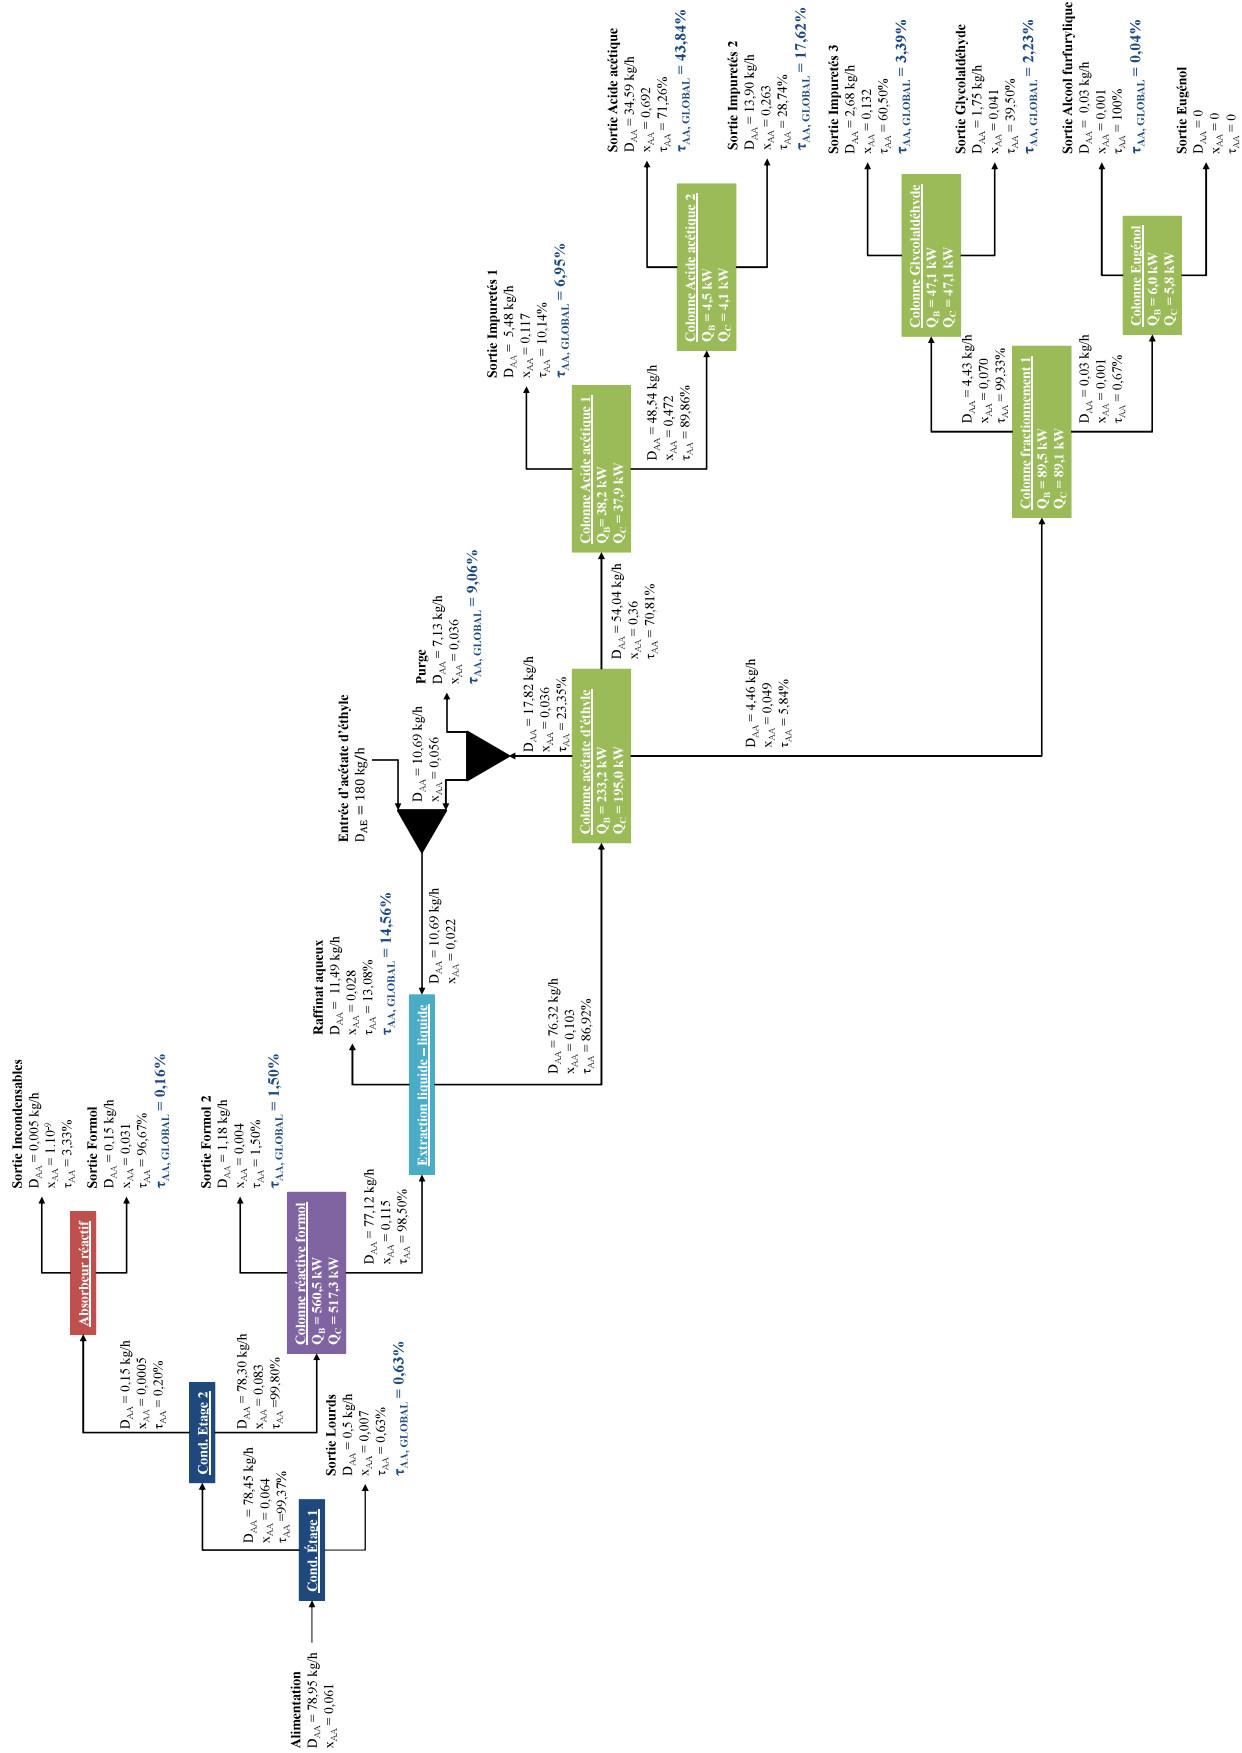 Alimentation
D_AA = 78,95 kg/h
x_AA = 0,061
Cond. Étage 1
D_AA = 78,45 kg/h
x_AA = 0,064
τ_AA =99,37%
Sortie Lourds
D_AA = 0,5 kg/h
x_AA = 0,007
τ_AA = 0,63%
τ_AA, GLOBAL = 0,63%
Cond. Etage 2
D_AA = 0,15 kg/h
x_AA = 0,0005
τ_AA = 0,20%
D_AA = 78,30 kg/h
x_AA = 0,083
τ_AA =99,80%
Absorbeur réactif
Sortie Incondensables
D_AA = 0,005 kg/h
x_AA = 1.10⁻⁹
τ_AA = 3,33%
Sortie Formol
D_AA = 0,15 kg/h
x_AA = 0,031
τ_AA = 96,67%
τ_AA, GLOBAL = 0,16%
Colonne réactive formol
Q_B = 560,5 kW
Q_C = 517,3 kW
Sortie Formol 2
D_AA = 1,18 kg/h
x_AA = 0,004
τ_AA = 1,50%
τ_AA, GLOBAL = 1,50%
D_AA = 77,12 kg/h
x_AA = 0,115
τ_AA = 98,50%
Extraction liquide – liquide
Raffinat aqueux
D_AA = 11,49 kg/h
x_AA = 0,028
τ_AA = 13,08%
τ_AA, GLOBAL = 14,56%
D_AA = 10,69 kg/h
x_AA = 0,022
D_AA = 76,32 kg/h
x_AA = 0,103
τ_AA = 86,92%
Entrée d'acétate d'éthyle
D_AE = 180 kg/h
D_AA = 10,69 kg/h
x_AA = 0,056
Purge
D_AA = 7,13 kg/h
x_AA = 0,036
τ_AA, GLOBAL = 9,06%
D_AA = 17,82 kg/h
x_AA = 0,036
τ_AA = 23,35%
Colonne acétate d'éthyle
Q_B = 233,2 kW
Q_C = 195,0 kW
D_AA = 54,04 kg/h
x_AA = 0,36
τ_AA = 70,81%
D_AA = 4,46 kg/h
x_AA = 0,049
τ_AA = 5,84%
Colonne Acide acétique 1
Q_B = 38,2 kW
Q_C = 37,9 kW
Sortie Impuretés 1
D_AA = 5,48 kg/h
x_AA = 0,117
τ_AA = 10,14%
τ_AA, GLOBAL = 6,95%
D_AA = 48,54 kg/h
x_AA = 0,472
τ_AA = 89,86%
Colonne Acide acétique 2
Q_B = 4,5 kW
Q_C = 4,1 kW
Sortie Acide acétique
D_AA = 34,59 kg/h
x_AA = 0,692
τ_AA = 71,26%
τ_AA, GLOBAL = 43,84%
Sortie Impuretés 2
D_AA = 13,90 kg/h
x_AA = 0,263
τ_AA = 28,74%
τ_AA, GLOBAL = 17,62%
Colonne fractionnement 1
Q_B = 89,5 kW
Q_C = 89,1 kW
D_AA = 4,43 kg/h
x_AA = 0,070
τ_AA = 99,33%
D_AA = 0,03 kg/h
x_AA = 0,001
τ_AA = 0,67%
Colonne Glycolaldéhyde
Q_B = 47,1 kW
Q_C = 47,1 kW
Sortie Impuretés 3
D_AA = 2,68 kg/h
x_AA = 0,132
τ_AA = 60,50%
τ_AA, GLOBAL = 3,39%
Sortie Glycolaldéhyde
D_AA = 1,75 kg/h
x_AA = 0,041
τ_AA = 39,50%
τ_AA, GLOBAL = 2,23%
Colonne Eugénol
Q_B = 6,0 kW
Q_C = 5,8 kW
Sortie Alcool furfurylique
D_AA = 0,03 kg/h
x_AA = 0,001
τ_AA = 100%
τ_AA, GLOBAL = 0,04%
Sortie Eugénol
D_AA = 0
x_AA = 0
τ_AA = 0